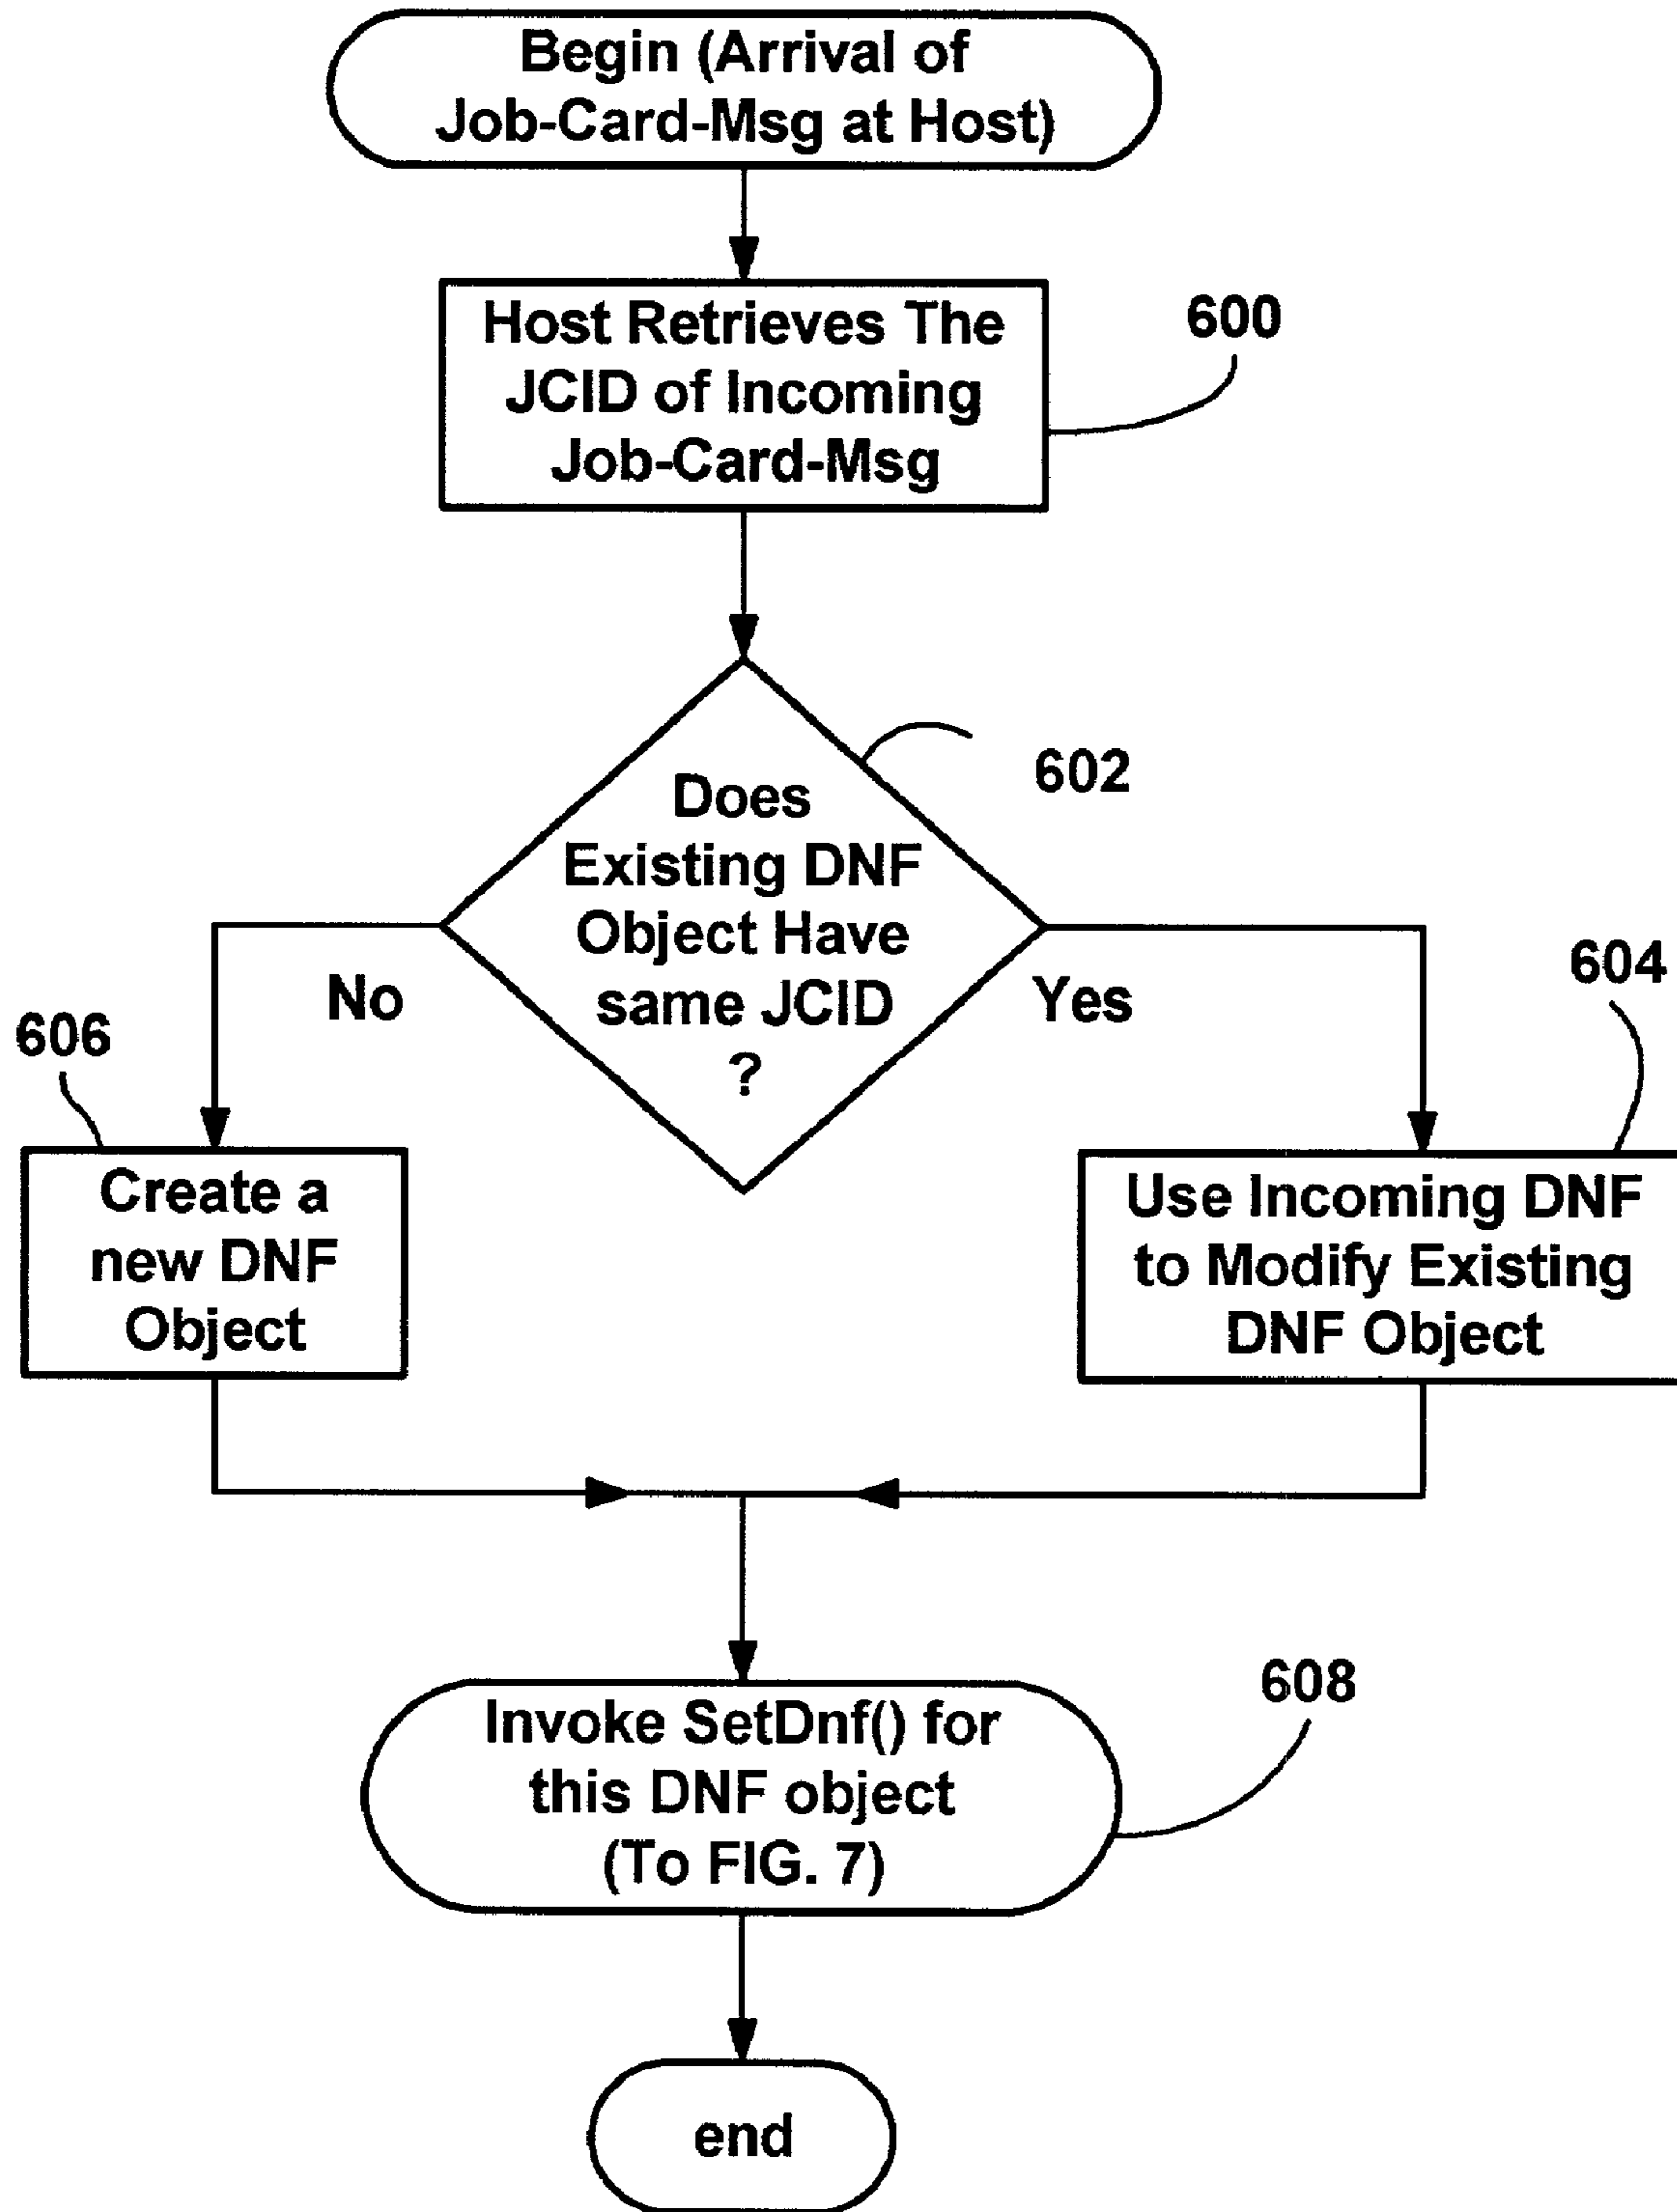 Begin (Arrival of
Job-Card-Msg at Host)
Host Retrieves The
JCID of Incoming
Job-Card-Msg
600
Does
Existing DNF
Object Have
same JCID
?
602
No
Yes
606
Create a
new DNF
Object
604
Use Incoming DNF
to Modify Existing
DNF Object
Invoke SetDnf() for
this DNF object
(To FIG. 7)
608
end